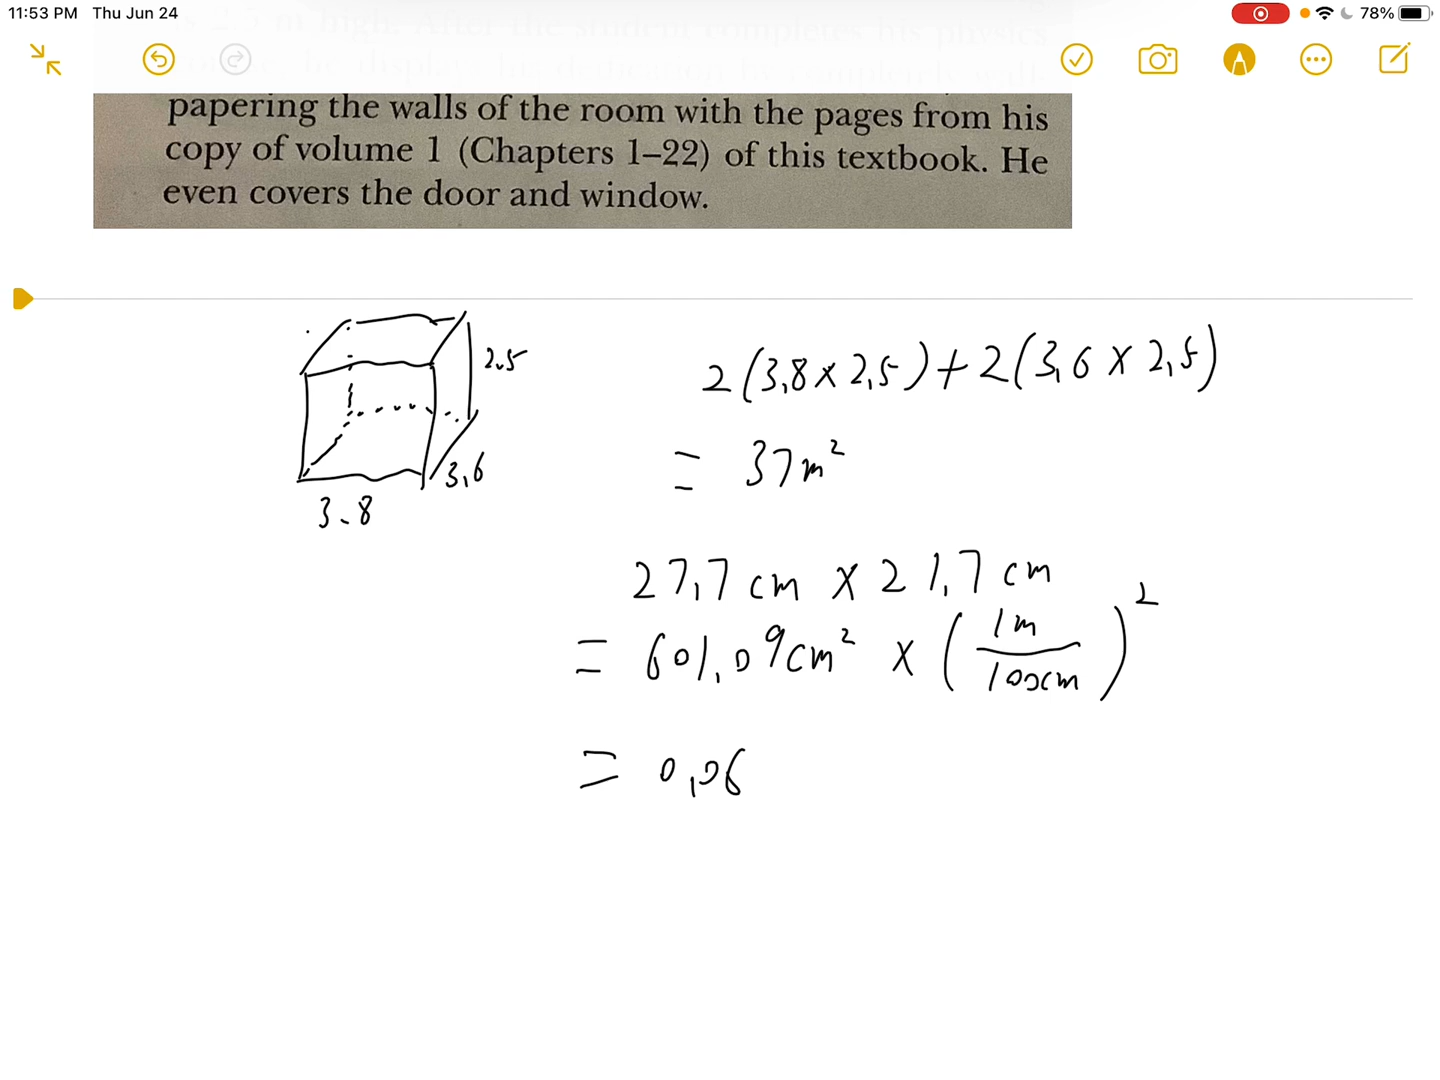 11:53 PM Thu Jun 24
78%
papering the walls of the room with the pages from his
copy of volume 1 (Chapters 1–22) of this textbook. He
even covers the door and window.
2.5
3,6
3.8
2(3,8 x 2,5) + 2(3,6 x 2,5)
= 37m²
27,7 cm x 21,7 cm
= 601,09cm² x (1m/100cm)²
= 0,06